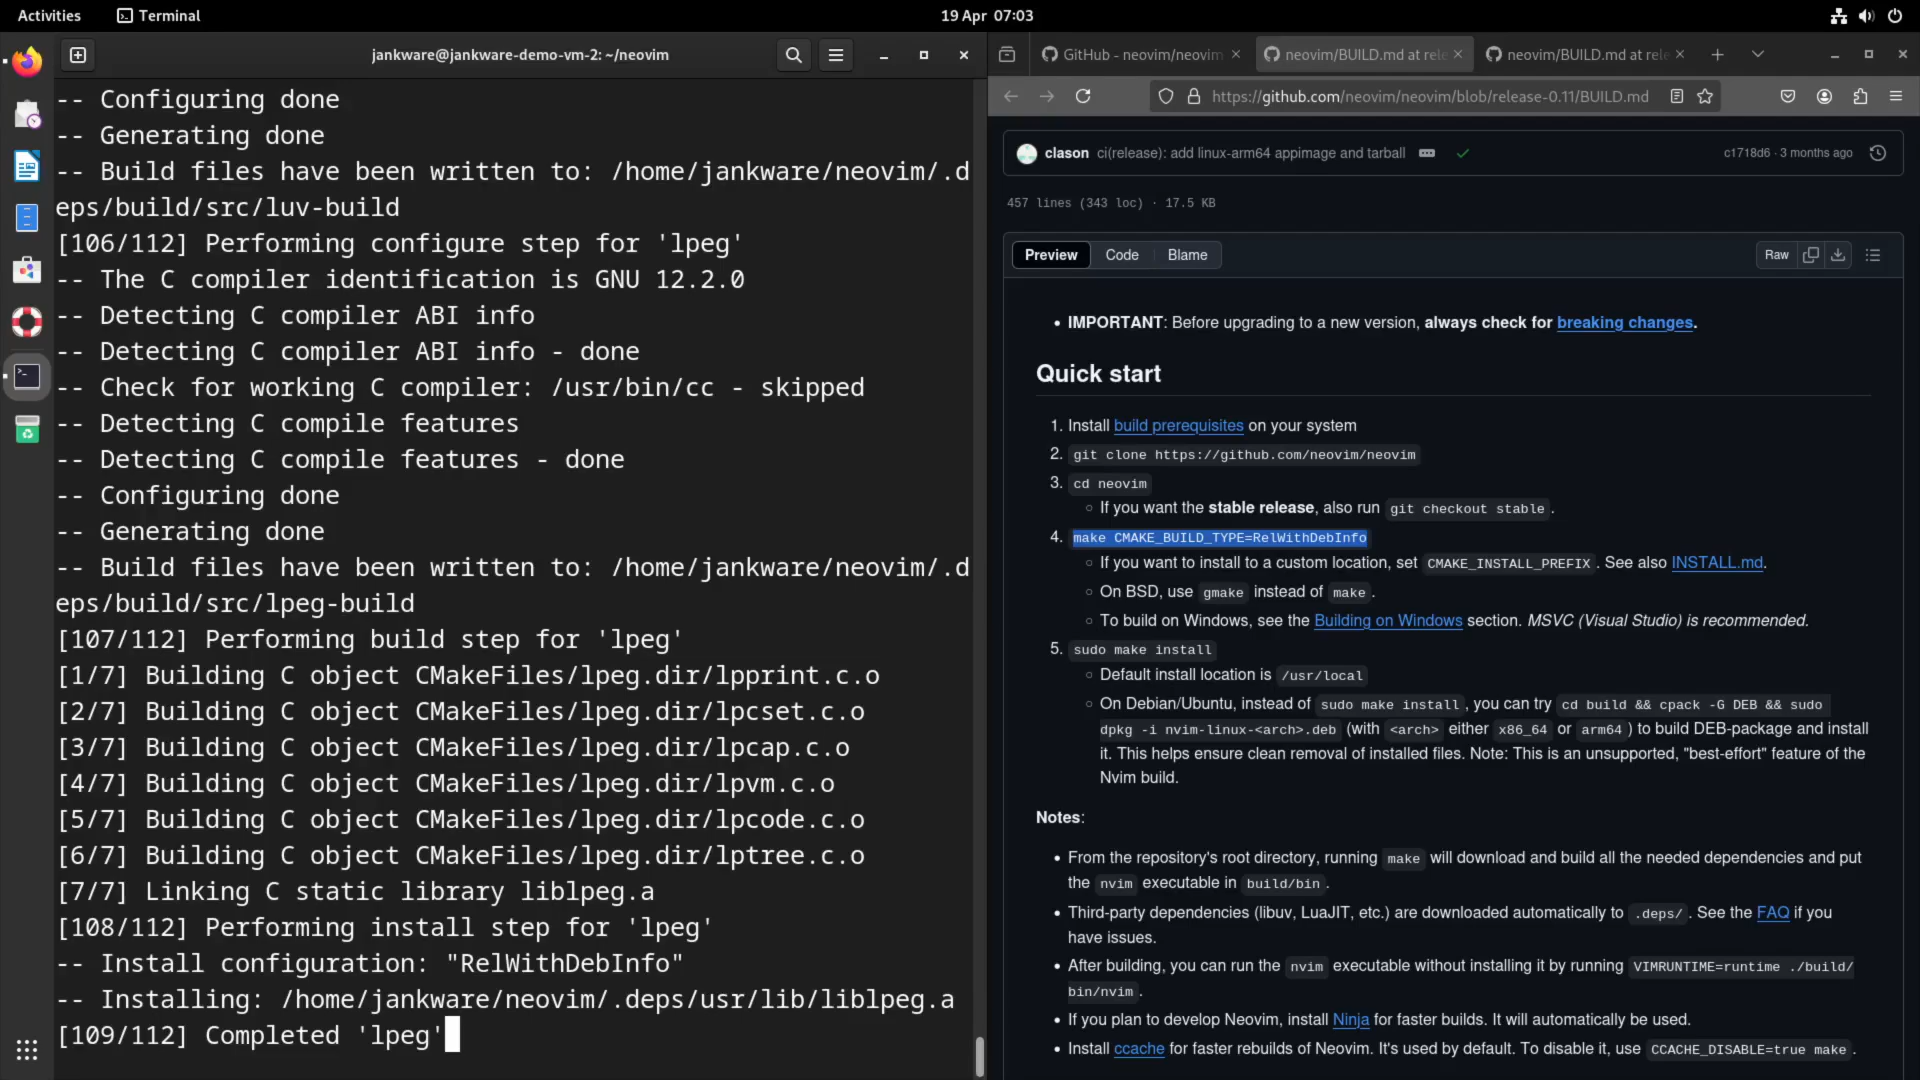 Activities
Terminal
19 Apr 07:03
jankware@jankware-demo-vm-2: ~/neovim
-- Configuring done
-- Generating done
-- Build files have been written to: /home/jankware/neovim/.d
eps/build/src/luv-build
[106/112] Performing configure step for 'lpeg'
-- The C compiler identification is GNU 12.2.0
-- Detecting C compiler ABI info
-- Detecting C compiler ABI info - done
-- Check for working C compiler: /usr/bin/cc - skipped
-- Detecting C compile features
-- Detecting C compile features - done
-- Configuring done
-- Generating done
-- Build files have been written to: /home/jankware/neovim/.d
eps/build/src/lpeg-build
[107/112] Performing build step for 'lpeg'
[1/7] Building C object CMakeFiles/lpeg.dir/lpprint.c.o
[2/7] Building C object CMakeFiles/lpeg.dir/lpcset.c.o
[3/7] Building C object CMakeFiles/lpeg.dir/lpcap.c.o
[4/7] Building C object CMakeFiles/lpeg.dir/lpvm.c.o
[5/7] Building C object CMakeFiles/lpeg.dir/lpcode.c.o
[6/7] Building C object CMakeFiles/lpeg.dir/lptree.c.o
[7/7] Linking C static library liblpeg.a
[108/112] Performing install step for 'lpeg'
-- Install configuration: "RelWithDebInfo"
-- Installing: /home/jankware/neovim/.deps/usr/lib/liblpeg.a
[109/112] Completed 'lpeg'
GitHub - neovim/neovim
neovim/BUILD.md at rele
neovim/BUILD.md at rele
https://github.com/neovim/neovim/blob/release-0.11/BUILD.md
clason ci(release): add linux-arm64 appimage and tarball
c1718d6 · 3 months ago
457 lines (343 loc) · 17.5 KB
Preview Code Blame
Raw
• IMPORTANT: Before upgrading to a new version, always check for breaking changes.
Quick start
1. Install build prerequisites on your system
2. git clone https://github.com/neovim/neovim
3. cd neovim
○ If you want the stable release, also run git checkout stable .
4. make CMAKE_BUILD_TYPE=RelWithDebInfo
○ If you want to install to a custom location, set CMAKE_INSTALL_PREFIX . See also INSTALL.md.
○ On BSD, use gmake instead of make .
○ To build on Windows, see the Building on Windows section. MSVC (Visual Studio) is recommended.
5. sudo make install
○ Default install location is /usr/local
○ On Debian/Ubuntu, instead of sudo make install , you can try cd build && cpack -G DEB && sudo
dpkg -i nvim-linux-<arch>.deb (with <arch> either x86_64 or arm64 ) to build DEB-package and install
it. This helps ensure clean removal of installed files. Note: This is an unsupported, "best-effort" feature of the
Nvim build.
Notes:
• From the repository's root directory, running make will download and build all the needed dependencies and put
the nvim executable in build/bin .
• Third-party dependencies (libuv, LuaJIT, etc.) are downloaded automatically to .deps/ . See the FAQ if you
have issues.
• After building, you can run the nvim executable without installing it by running VIMRUNTIME=runtime ./build/
bin/nvim .
• If you plan to develop Neovim, install Ninja for faster builds. It will automatically be used.
• Install ccache for faster rebuilds of Neovim. It's used by default. To disable it, use CCACHE_DISABLE=true make .